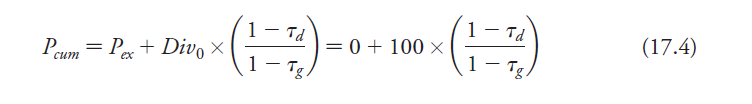 P_cum = P_ex + Div_0 × ((1 − τ_d)/(1 − τ_g)) = 0 + 100 × ((1 − τ_d)/(1 − τ_g)) (17.4)